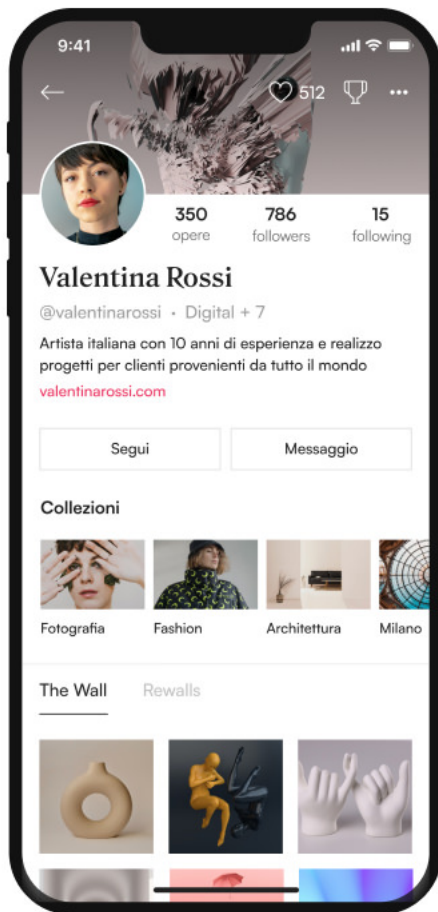 9:41
512
350 786 15
opere followers following
Valentina Rossi
@valentinarossi · Digital + 7
Artista italiana con 10 anni di esperienza e realizzo
progetti per clienti provenienti da tutto il mondo
valentinarossi.com
Segui Messaggio
Collezioni
Fotografia Fashion Architettura Milano
The Wall Rewalls